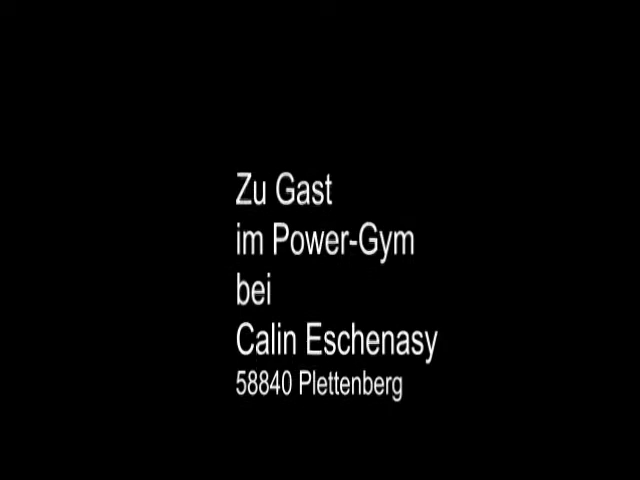 Zu Gast
im Power-Gym
bei
Calin Eschenasy
58840 Plettenberg